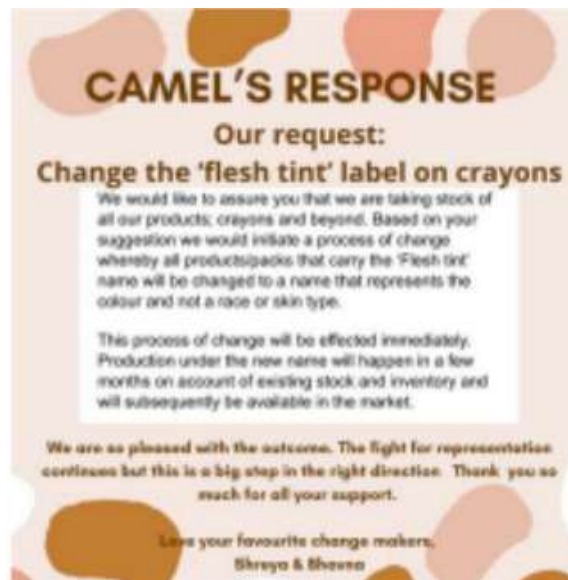 CAMEL'S RESPONSE
Our request:
Change the 'flesh tint' label on crayons
We would like to assure you that we are taking stock of
all our products; crayons and beyond. Based on your
suggestion we would initiate a process of change
whereby all products/packs that carry the 'Flesh tint'
name will be changed to a name that represents the
colour and not a race or skin type.
This process of change will be effected immediately.
Production under the new name will happen in a few
months on account of existing stock and inventory and
will subsequently be available in the market.
We are so pleased with the outcome. The fight for representation
continues but this is a big step in the right direction Thank you so
much for all your support.
Love your favourite change makers,
Shreya & Bhavna